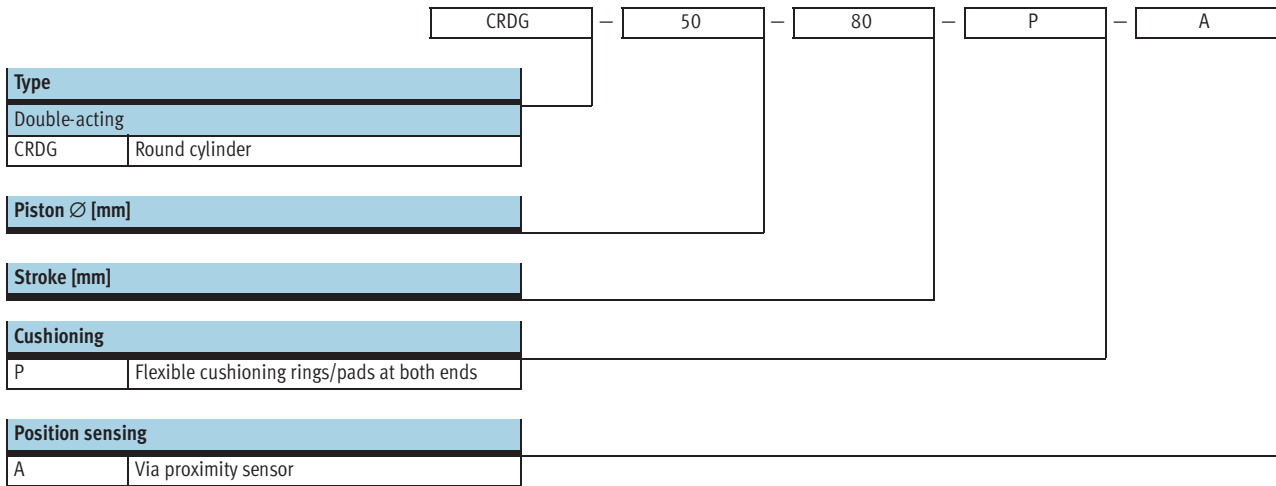 CRDG – 50 – 80 – P – A
Type
Double-acting
CRDG Round cylinder
Piston ∅ [mm]
Stroke [mm]
Cushioning
P Flexible cushioning rings/pads at both ends
Position sensing
A Via proximity sensor